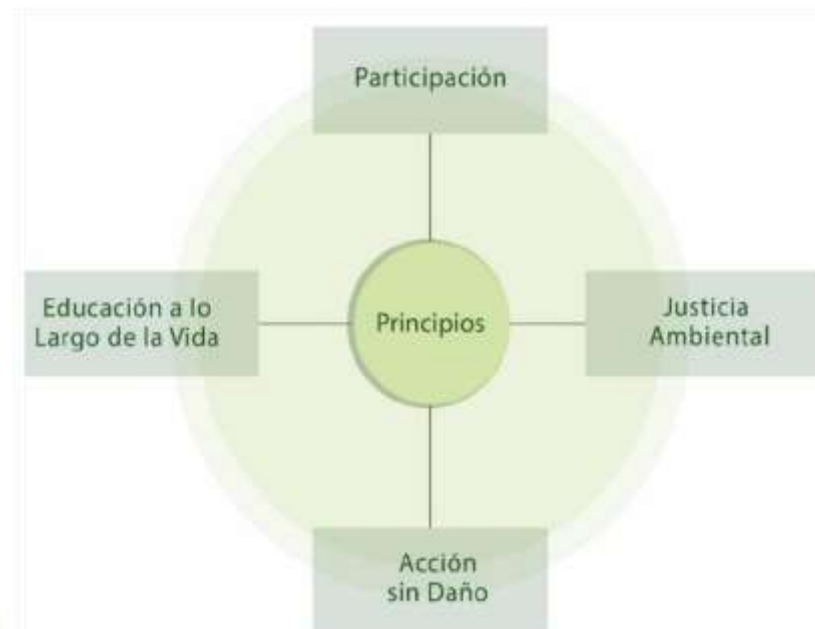 Participación
Educación a lo
Largo de la Vida
Principios
Justicia
Ambiental
Acción
sin Daño